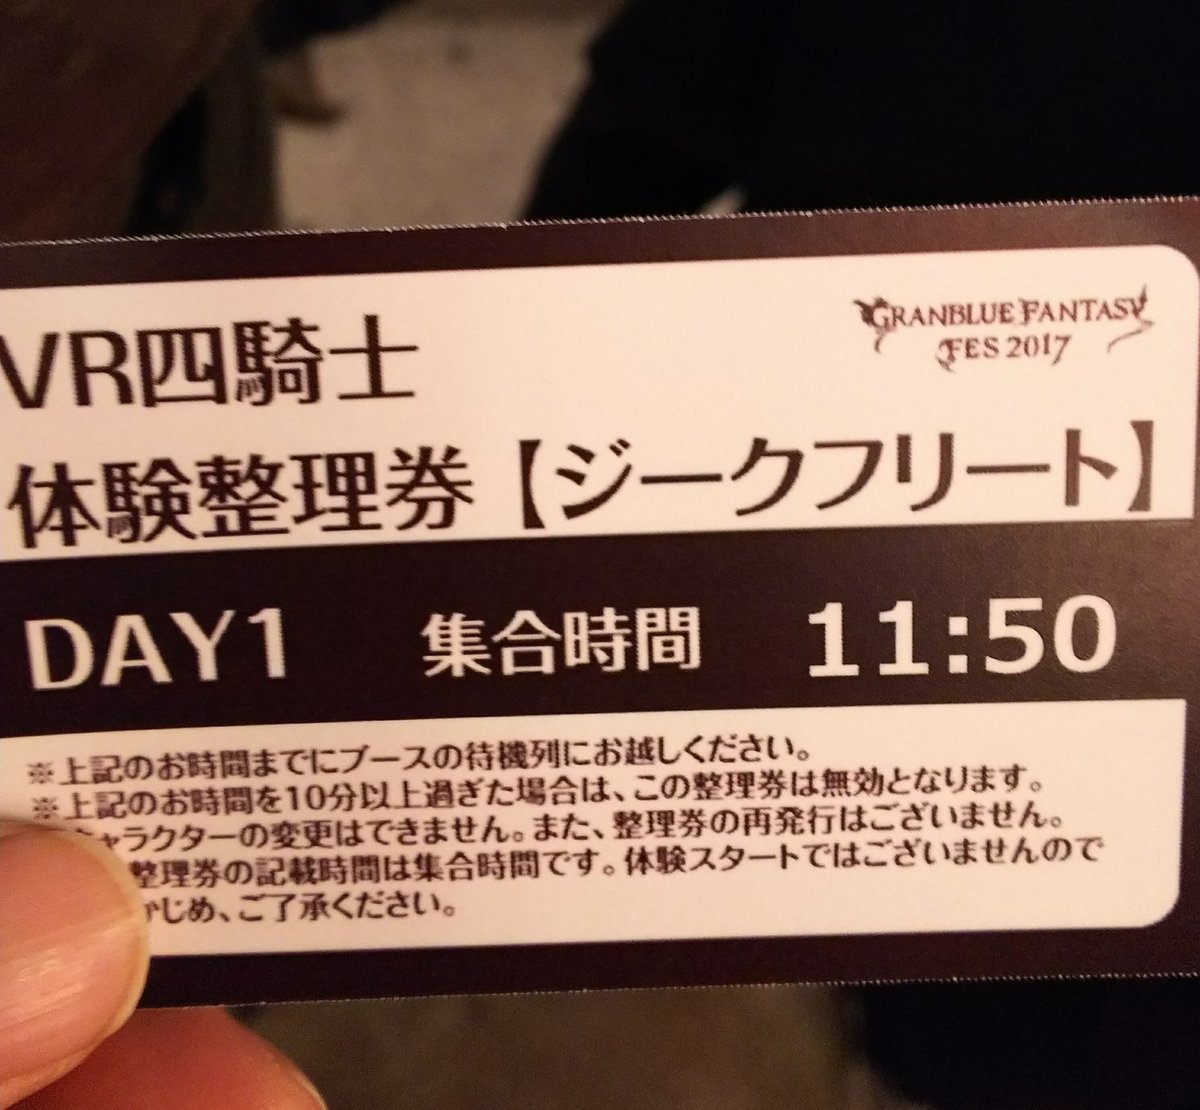 VR四騎士
GRANBLUE FANTASY
FES 2017
体験整理券【ジークフリート】
DAY1 集合時間 11:50
※上記のお時間までにブースの待機列にお越しください。
※上記のお時間を10分以上過ぎた場合は、この整理券は無効となります。
ャラクターの変更はできません。また、整理券の再発行はございません。
整理券の記載時間は集合時間です。体験スタートではございませんので
かじめ、ご了承ください。